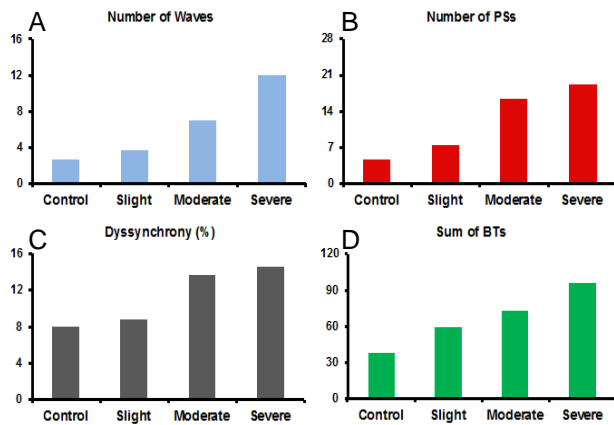 A
Number of Waves
16
12
8
4
0
Control Slight Moderate Severe
B
Number of PSs
28
21
14
7
0
Control Slight Moderate Severe
C
Dyssynchrony (%)
16
12
8
4
0
Control Slight Moderate Severe
D
Sum of BTs
120
90
60
30
0
Control Slight Moderate Severe